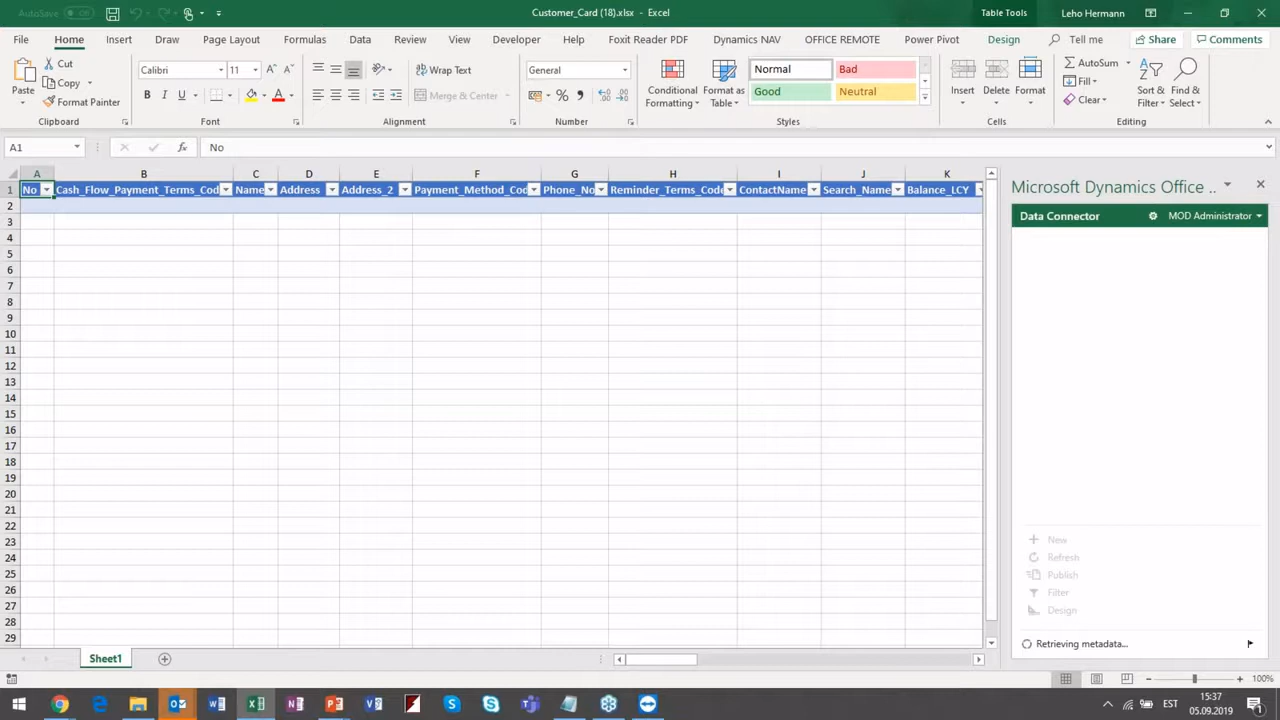 AutoSave Off
Customer_Card (18).xlsx - Excel
Table Tools
Leho Hermann
File Home Insert Draw Page Layout Formulas Data Review View Developer Help Foxit Reader PDF Dynamics NAV OFFICE REMOTE Power Pivot Design Tell me Share Comments
Paste
Cut
Copy
Format Painter
Clipboard
Calibri 11
B I U
Font
Wrap Text
Merge & Center
Alignment
General
Number
Conditional
Formatting
Format as
Table
Normal Bad
Good Neutral
Styles
Insert Delete Format
Cells
AutoSum
Fill
Clear
Sort &
Filter
Find &
Select
Editing
A1 fx No
A B C D E F G H I J K
1 No Cash_Flow_Payment_Terms_Cod Name Address Address_2 Payment_Method_Cod Phone_No Reminder_Terms_Code ContactName Search_Name Balance_LCY
2
3
4
5
6
7
8
9
10
11
12
13
14
15
16
17
18
19
20
21
22
23
24
25
26
27
28
29
Microsoft Dynamics Office ..
Data Connector MOD Administrator
New
Refresh
Publish
Filter
Design
Retrieving metadata...
Sheet1
100%
EST
15:37
05.09.2019